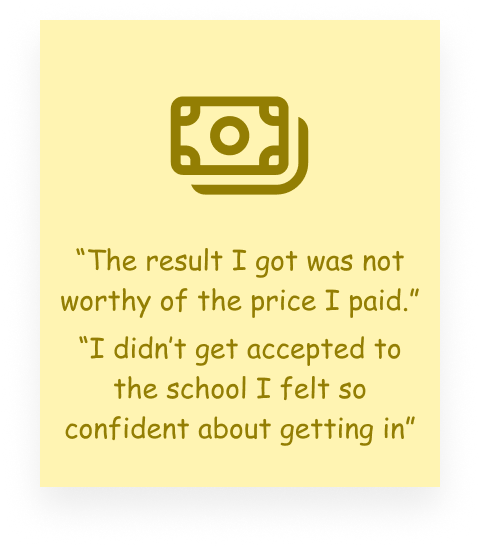 “The result I got was not
worthy of the price I paid.”
“I didn’t get accepted to
the school I felt so
confident about getting in”